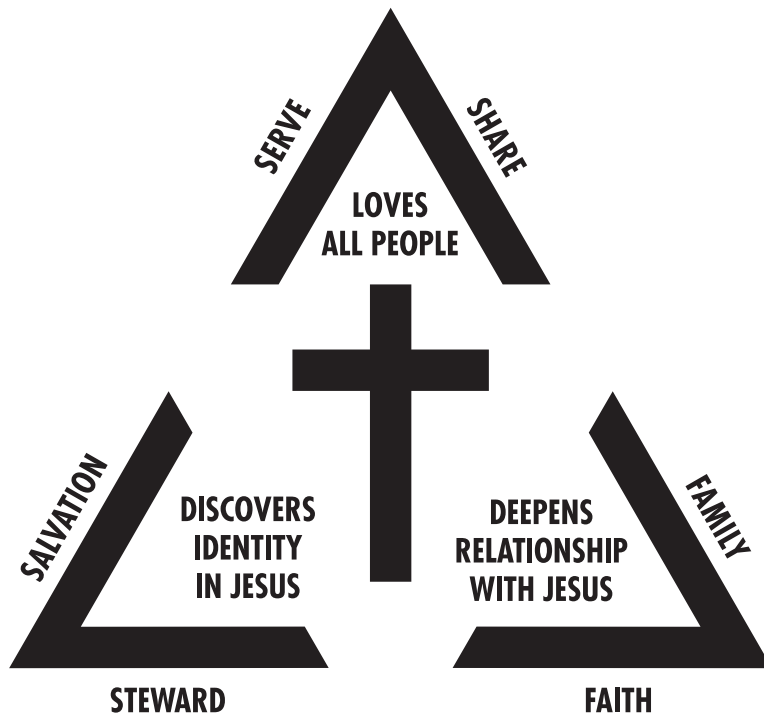 SERVE
SHARE
LOVES
ALL PEOPLE
SALVATION
DISCOVERS
IDENTITY
IN JESUS
DEEPENS
RELATIONSHIP
WITH JESUS
FAMILY
STEWARD
FAITH